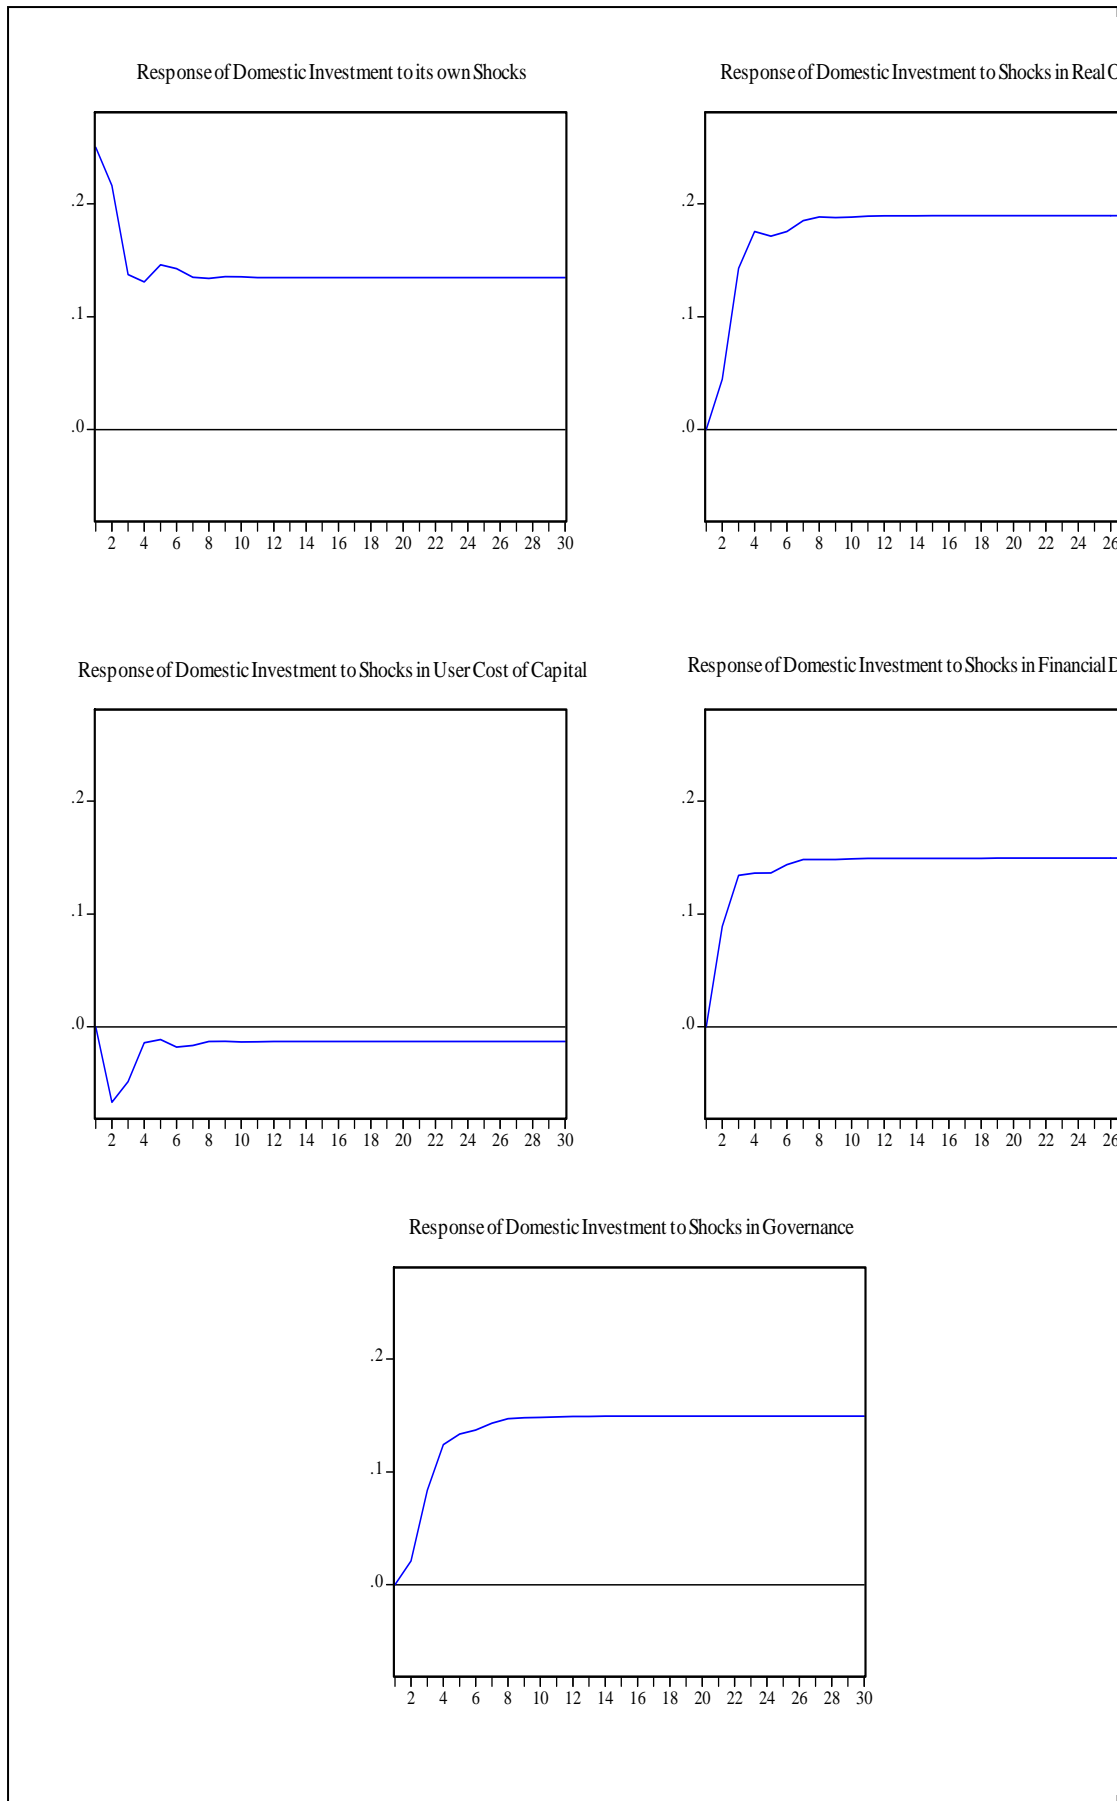 Response of Domestic Investment to its own Shocks
Response of Domestic Investment to Shocks in Real O
.2
.1
.0
2 4 6 8 10 12 14 16 18 20 22 24 26 28 30
.2
.1
.0
2 4 6 8 10 12 14 16 18 20 22 24 26
Response of Domestic Investment to Shocks in User Cost of Capital
Response of Domestic Investment to Shocks in Financial D
.2
.1
.0
2 4 6 8 10 12 14 16 18 20 22 24 26 28 30
.2
.1
.0
2 4 6 8 10 12 14 16 18 20 22 24 26
Response of Domestic Investment to Shocks in Governance
.2
.1
.0
2 4 6 8 10 12 14 16 18 20 22 24 26 28 30